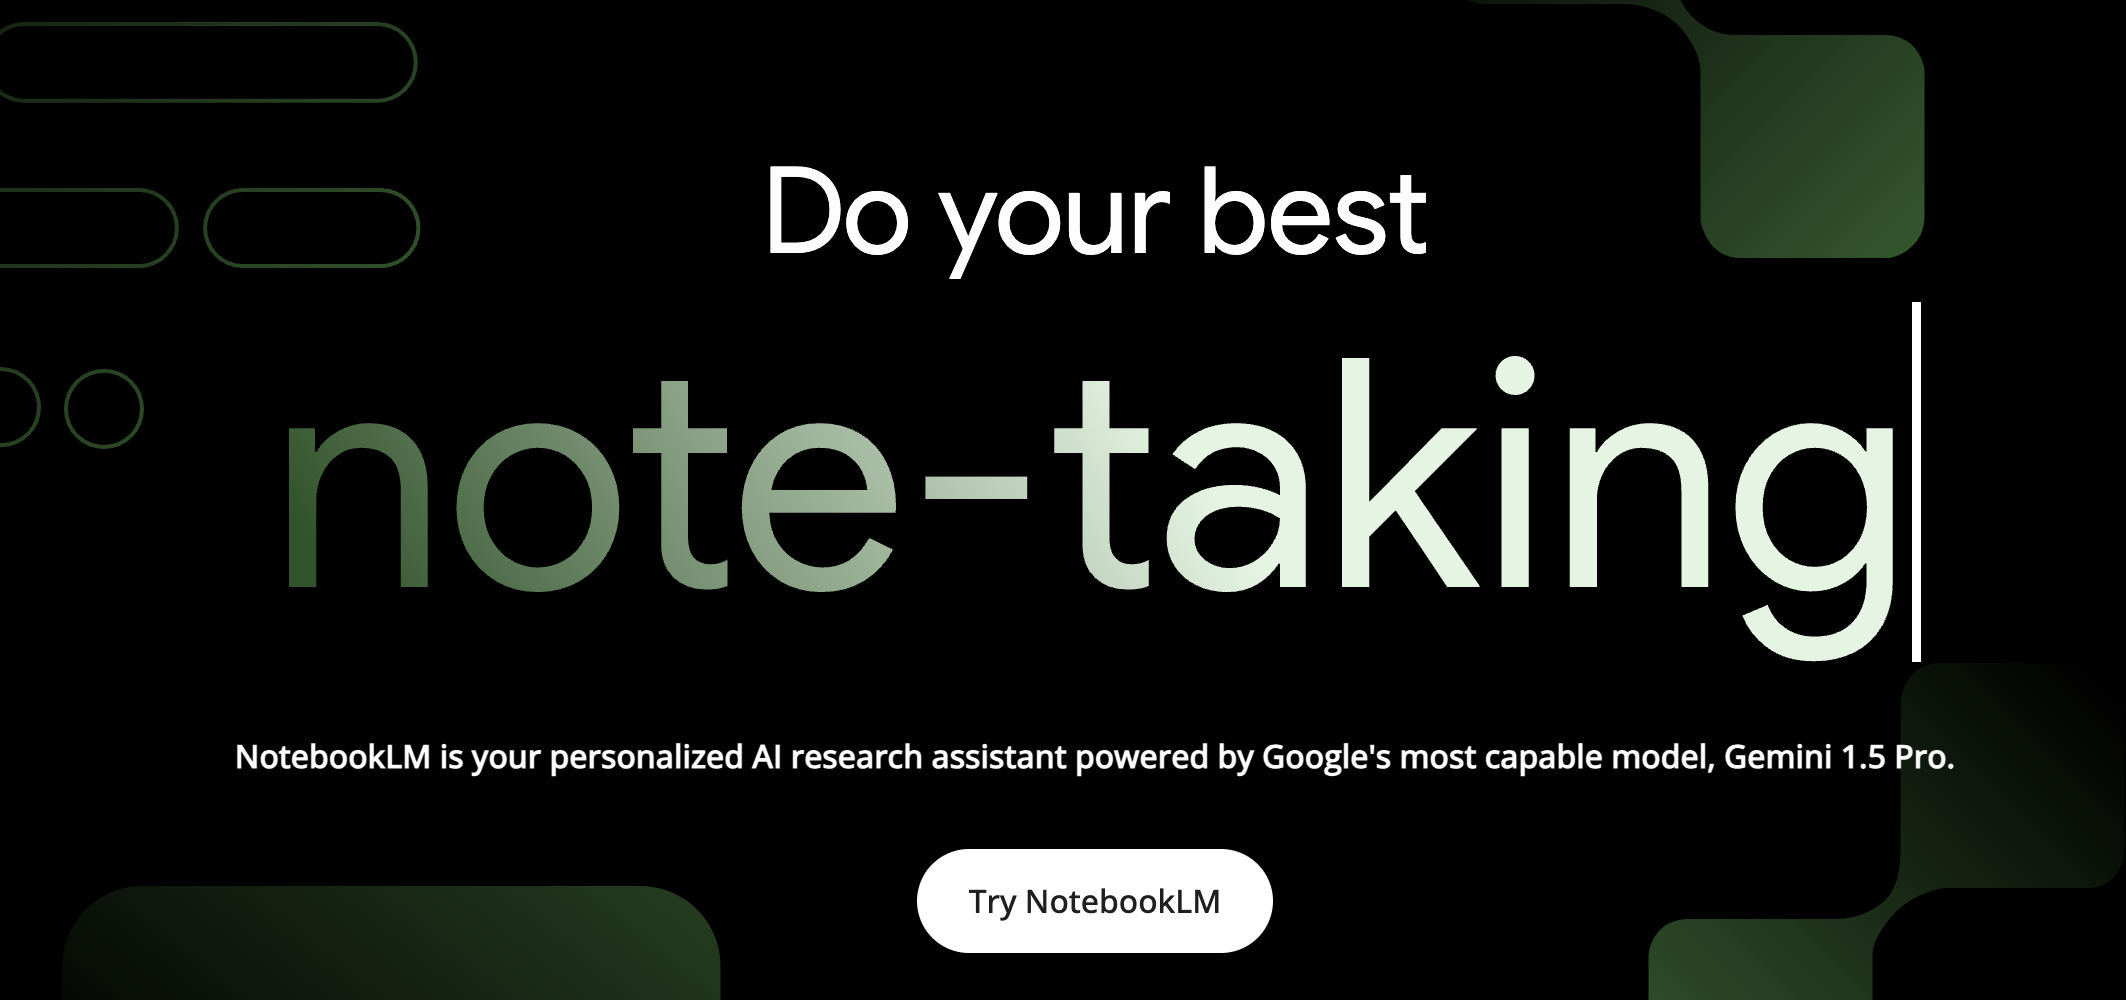 Do your best
note-taking
NotebookLM is your personalized AI research assistant powered by Google's most capable model, Gemini 1.5 Pro.
Try NotebookLM